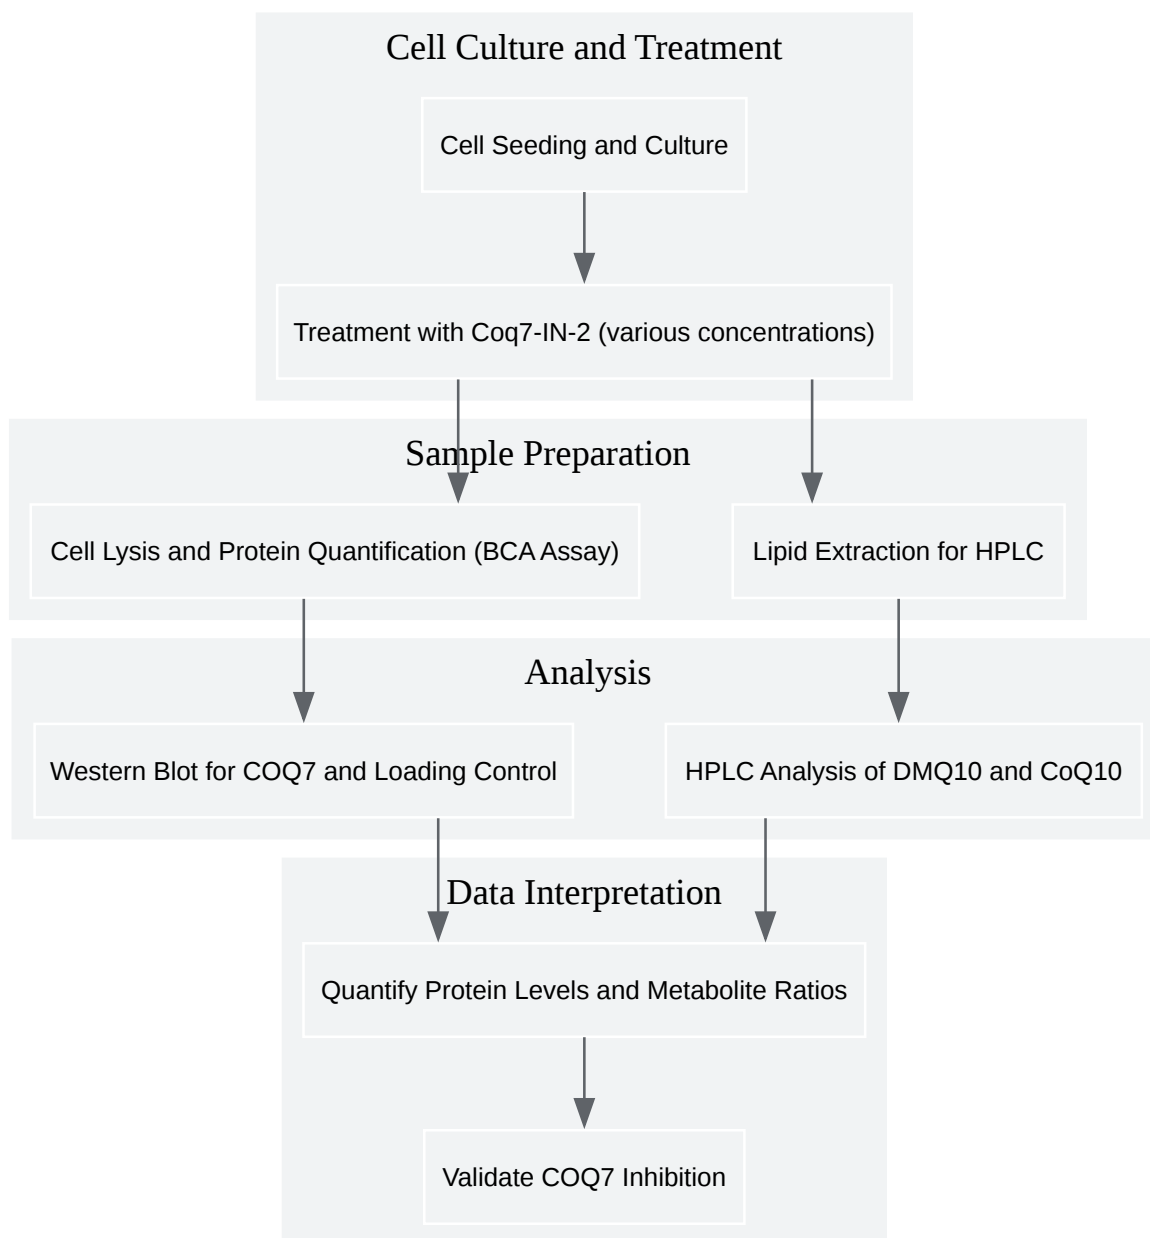 Cell Culture and Treatment
Cell Seeding and Culture
Treatment with Coq7-IN-2 (various concentrations)
Sample Preparation
Cell Lysis and Protein Quantification (BCA Assay)
Lipid Extraction for HPLC
Analysis
Western Blot for COQ7 and Loading Control
HPLC Analysis of DMQ10 and CoQ10
Data Interpretation
Quantify Protein Levels and Metabolite Ratios
Validate COQ7 Inhibition